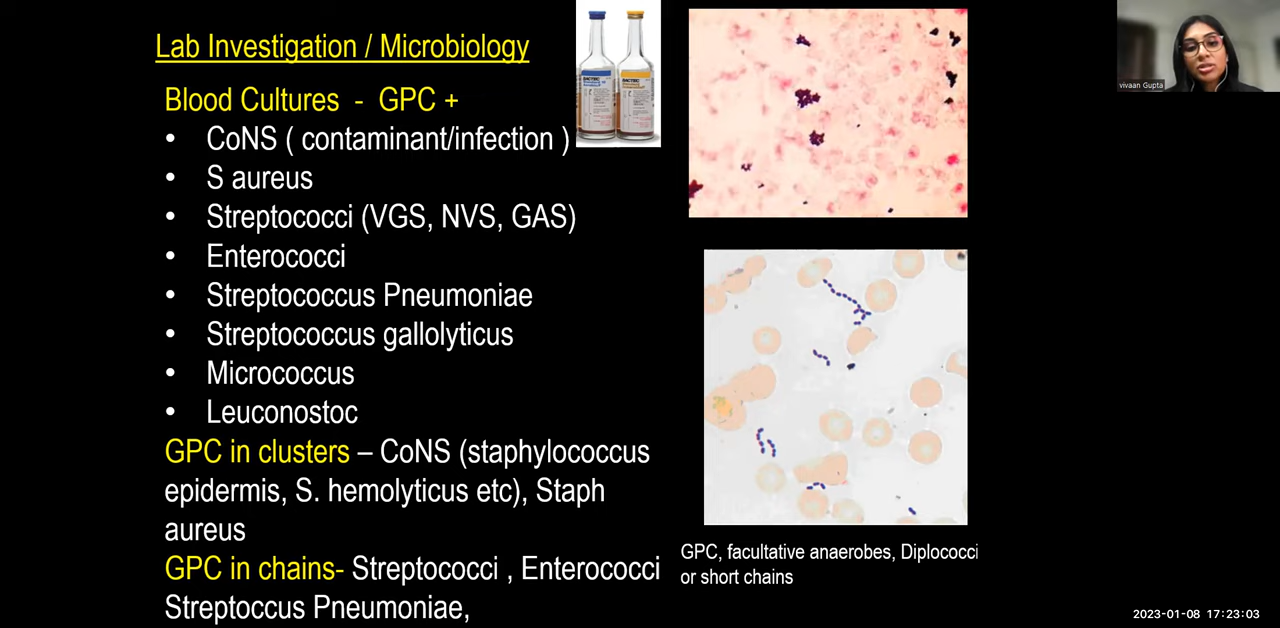 Lab Investigation / Microbiology
Blood Cultures - GPC +
• CoNS ( contaminant/infection )
• S aureus
• Streptococci (VGS, NVS, GAS)
• Enterococci
• Streptococcus Pneumoniae
• Streptococcus gallolyticus
• Micrococcus
• Leuconostoc
GPC in clusters – CoNS (staphylococcus
epidermis, S. hemolyticus etc), Staph
aureus
GPC in chains- Streptococci , Enterococci
Streptoccus Pneumoniae,
BACTEC
BACTEC
GPC, facultative anaerobes, Diplococci
or short chains
vivaan Gupta
2023-01-08 17:23:03